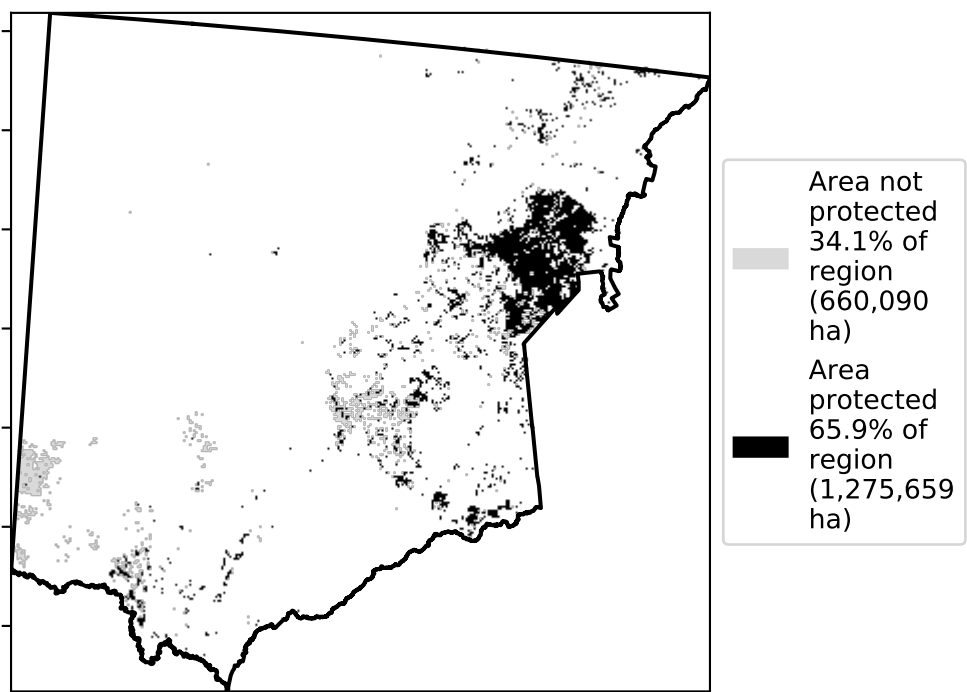 Area not
protected
34.1% of
region
(660,090
ha)
Area
protected
65.9% of
region
(1,275,659
ha)